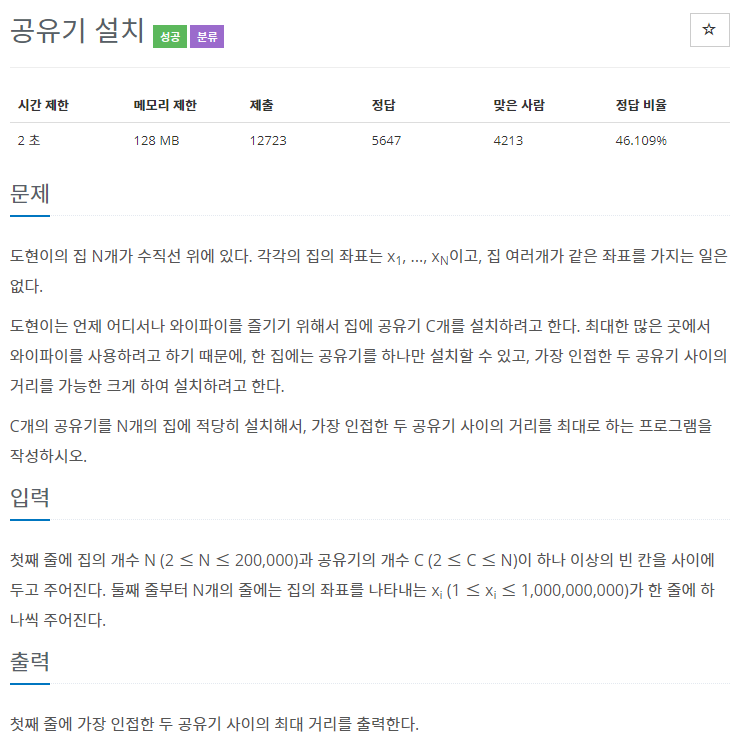 공유기 설치 성공 분류 ☆
시간 제한 메모리 제한 제출 정답 맞은 사람 정답 비율
2 초 128 MB 12723 5647 4213 46.109%
문제
도현이의 집 N개가 수직선 위에 있다. 각각의 집의 좌표는 x1, ..., xN이고, 집 여러개가 같은 좌표를 가지는 일은
없다.
도현이는 언제 어디서나 와이파이를 즐기기 위해서 집에 공유기 C개를 설치하려고 한다. 최대한 많은 곳에서
와이파이를 사용하려고 하기 때문에, 한 집에는 공유기를 하나만 설치할 수 있고, 가장 인접한 두 공유기 사이의
거리를 가능한 크게 하여 설치하려고 한다.
C개의 공유기를 N개의 집에 적당히 설치해서, 가장 인접한 두 공유기 사이의 거리를 최대로 하는 프로그램을
작성하시오.
입력
첫째 줄에 집의 개수 N (2 ≤ N ≤ 200,000)과 공유기의 개수 C (2 ≤ C ≤ N)이 하나 이상의 빈 칸을 사이에
두고 주어진다. 둘째 줄부터 N개의 줄에는 집의 좌표를 나타내는 xi (1 ≤ xi ≤ 1,000,000,000)가 한 줄에 하
나씩 주어진다.
출력
첫째 줄에 가장 인접한 두 공유기 사이의 최대 거리를 출력한다.